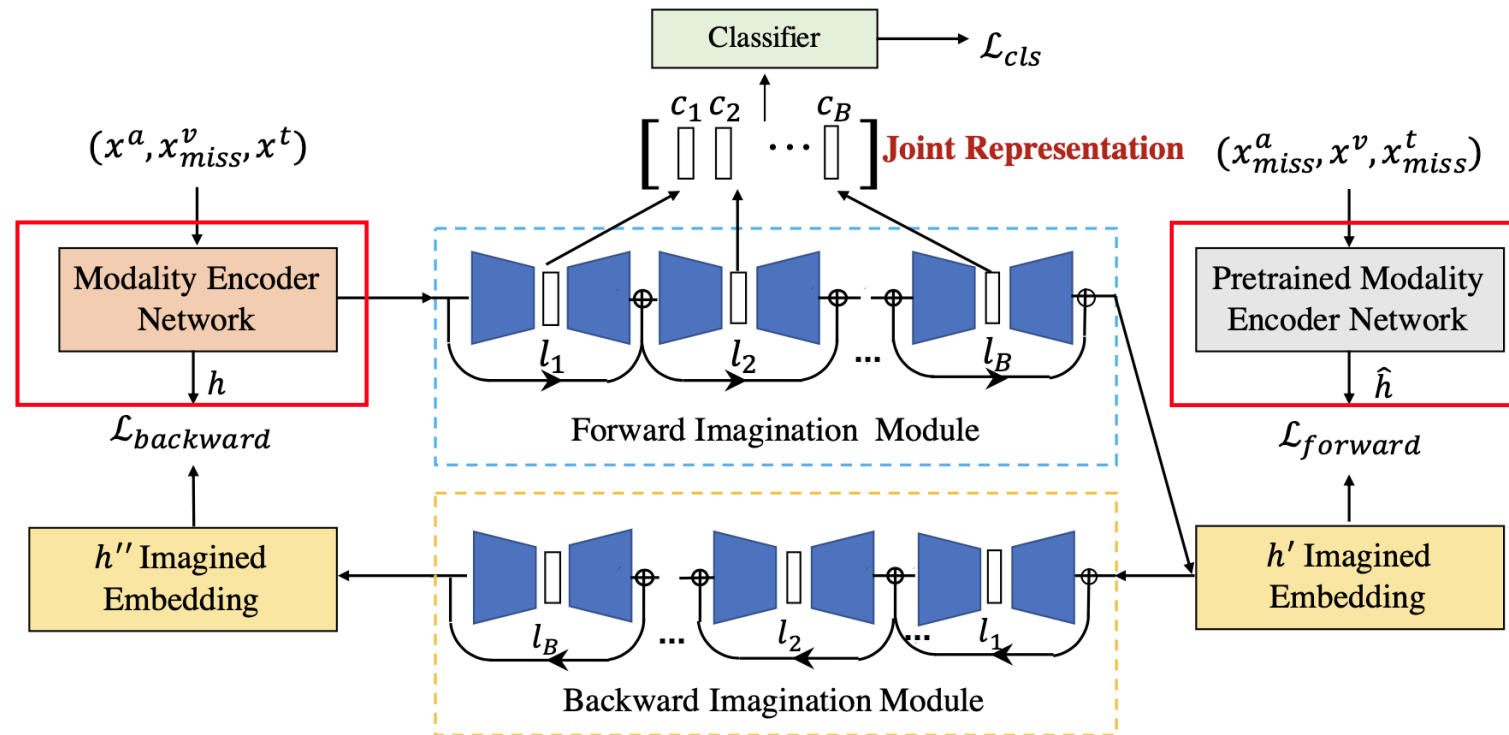 Classifier
ℒ_cls
c_1 c_2 c_B
[ ⋯ ] Joint Representation
(x^a, x^v_miss, x^t)
(x^a_miss, x^v, x^t_miss)
Modality Encoder
Network
h
ℒ_backward
h'' Imagined
Embedding
l_1 l_2 ... l_B
Forward Imagination Module
l_B ... l_2 ... l_1
Backward Imagination Module
Pretrained Modality
Encoder Network
ĥ
ℒ_forward
h' Imagined
Embedding